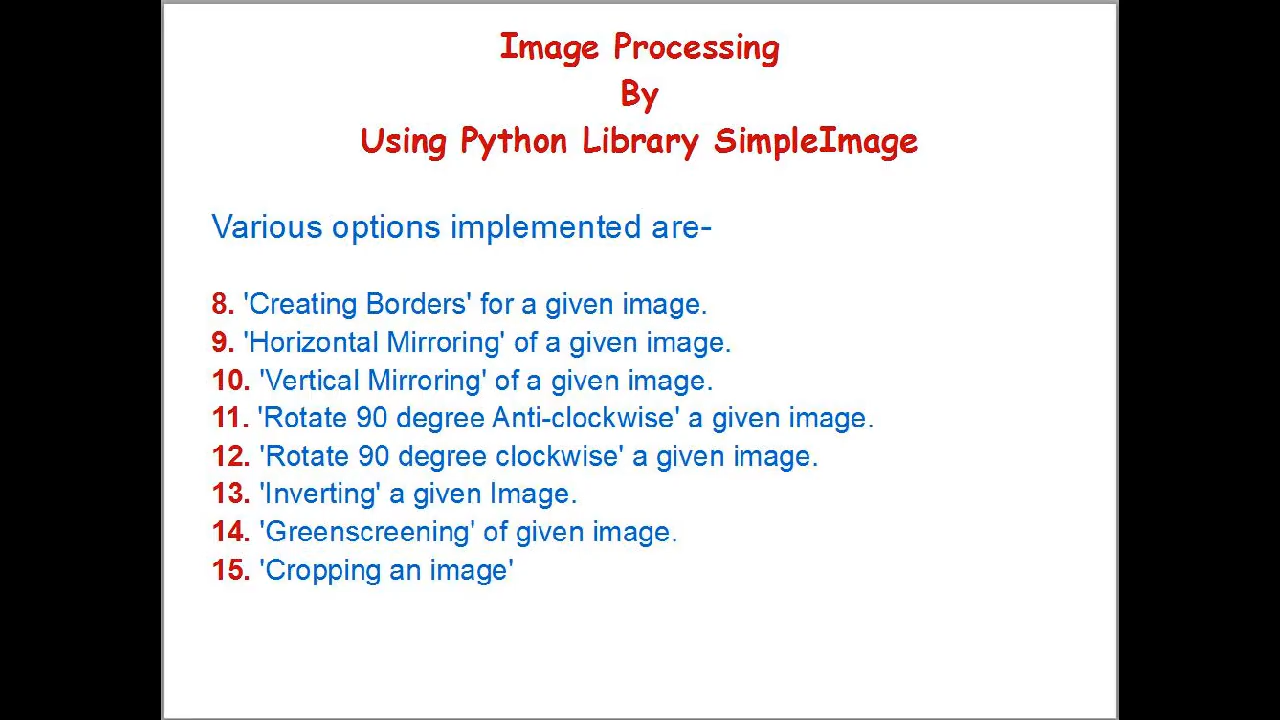 Image Processing
By
Using Python Library SimpleImage
Various options implemented are-
8. 'Creating Borders' for a given image.
9. 'Horizontal Mirroring' of a given image.
10. 'Vertical Mirroring' of a given image.
11. 'Rotate 90 degree Anti-clockwise' a given image.
12. 'Rotate 90 degree clockwise' a given image.
13. 'Inverting' a given Image.
14. 'Greenscreening' of given image.
15. 'Cropping an image'